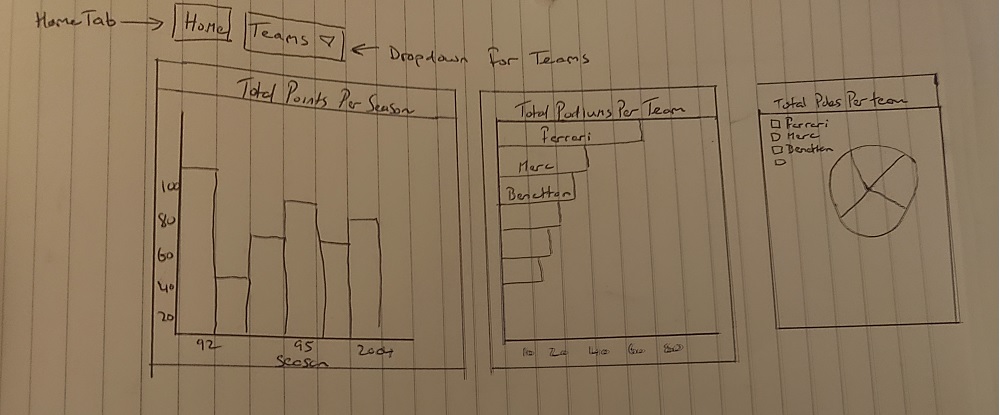 Home Tab
Home
Teams
Dropdown for Teams
Total Points Per Season
100
80
60
40
20
92
95
2004
Season
Total Podiums Per Team
Ferrari
Merc
Benetton
10 20 40 60 80
Total Poles Per team
Ferrari
Merc
Benetton